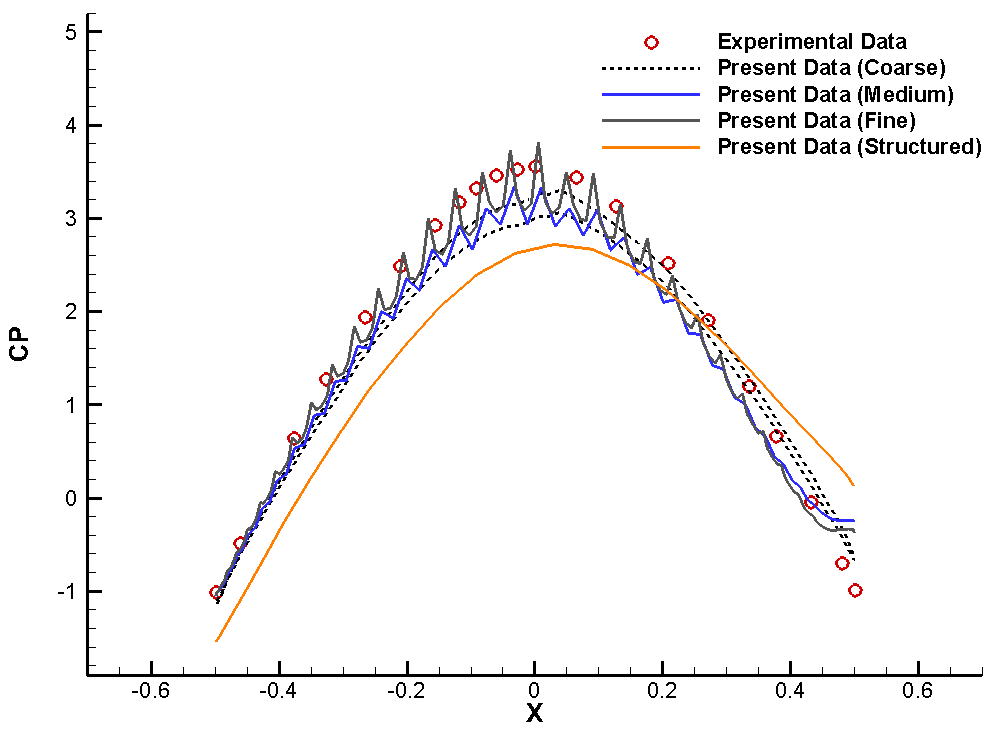 5
4
3
2
1
0
-1
CP
Experimental Data
Present Data (Coarse)
Present Data (Medium)
Present Data (Fine)
Present Data (Structured)
-0.6
-0.4
-0.2
0
0.2
0.4
0.6
X